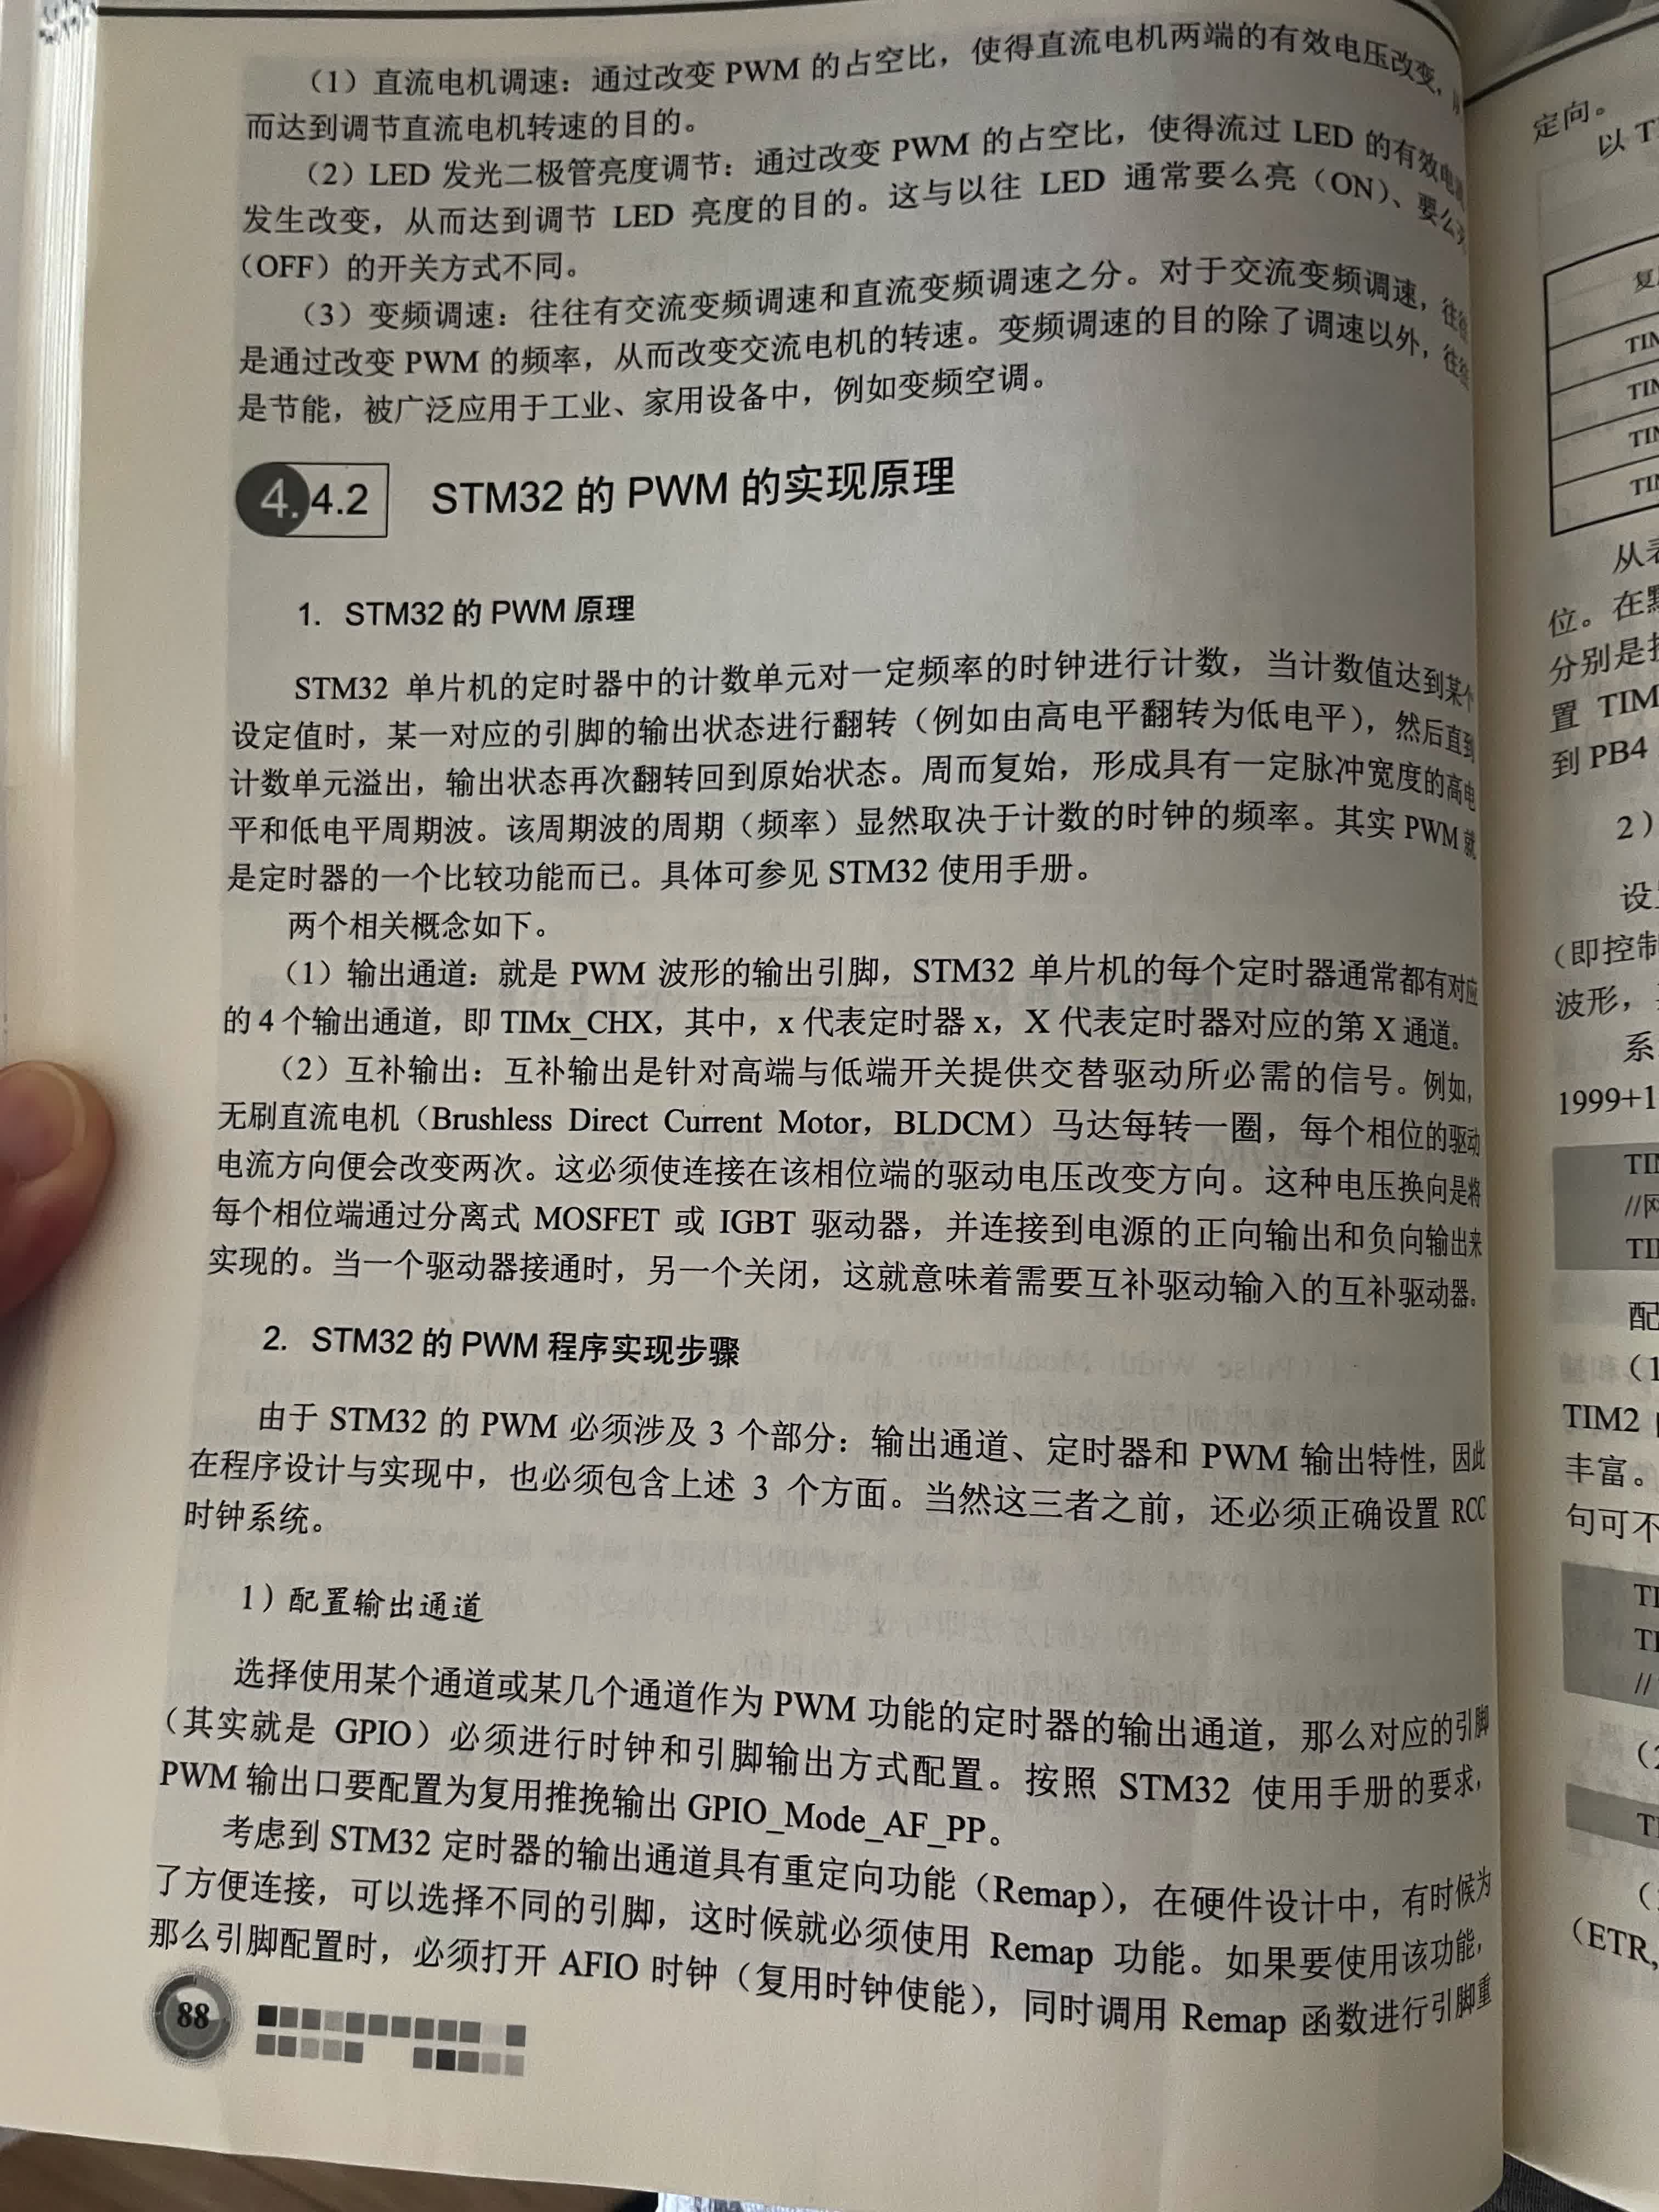 （1）直流电机调速：通过改变 PWM 的占空比，使得直流电机两端的有效电压改变，
而达到调节直流电机转速的目的。
（2）LED 发光二极管亮度调节：通过改变 PWM 的占空比，使得流过 LED 的有效电
发生改变，从而达到调节 LED 亮度的目的。这与以往 LED 通常要么亮（ON）、要么
（OFF）的开关方式不同。
（3）变频调速：往往有交流变频调速和直流变频调速之分。对于交流变频调速，往往
是通过改变 PWM 的频率，从而改变交流电机的转速。变频调速的目的除了调速以外，往往
是节能，被广泛应用于工业、家用设备中，例如变频空调。
4.4.2 STM32 的 PWM 的实现原理
1. STM32 的 PWM 原理
STM32 单片机的定时器中的计数单元对一定频率的时钟进行计数，当计数值达到某个
设定值时，某一对应的引脚的输出状态进行翻转（例如由高电平翻转为低电平），然后直到
计数单元溢出，输出状态再次翻转回到原始状态。周而复始，形成具有一定脉冲宽度的高电
平和低电平周期波。该周期波的周期（频率）显然取决于计数的时钟的频率。其实 PWM 就
是定时器的一个比较功能而已。具体可参见 STM32 使用手册。
两个相关概念如下。
（1）输出通道：就是 PWM 波形的输出引脚，STM32 单片机的每个定时器通常都有对应
的 4 个输出通道，即 TIMx_CHX，其中，x 代表定时器 x，X 代表定时器对应的第 X 通道。
（2）互补输出：互补输出是针对高端与低端开关提供交替驱动所必需的信号。例如，
无刷直流电机（Brushless Direct Current Motor，BLDCM）马达每转一圈，每个相位的驱动
电流方向便会改变两次。这必须使连接在该相位端的驱动电压改变方向。这种电压换向是将
每个相位端通过分离式 MOSFET 或 IGBT 驱动器，并连接到电源的正向输出和负向输出来
实现的。当一个驱动器接通时，另一个关闭，这就意味着需要互补驱动输入的互补驱动器。
2. STM32 的 PWM 程序实现步骤
由于 STM32 的 PWM 必须涉及 3 个部分：输出通道、定时器和 PWM 输出特性，因此
在程序设计与实现中，也必须包含上述 3 个方面。当然这三者之前，还必须正确设置 RCC
时钟系统。
1）配置输出通道
选择使用某个通道或某几个通道作为 PWM 功能的定时器的输出通道，那么对应的引脚
（其实就是 GPIO）必须进行时钟和引脚输出方式配置。按照 STM32 使用手册的要求，
PWM 输出口要配置为复用推挽输出 GPIO_Mode_AF_PP。
考虑到 STM32 定时器的输出通道具有重定向功能（Remap），在硬件设计中，有时候为
了方便连接，可以选择不同的引脚，这时候就必须使用 Remap 功能。如果要使用该功能，
那么引脚配置时，必须打开 AFIO 时钟（复用时钟使能），同时调用 Remap 函数进行引脚重
88
定向。
以 T
复
TIM
TIM
TIM
TIM
从表
位。在默
分别是
置 TIM
到 PB4
2）
设
（即控制
波形，
系
1999+1
TIM
//
TI
配
（1
TIM2
丰富。
句可不
TI
TI
//
（2
T
（
（ETR,